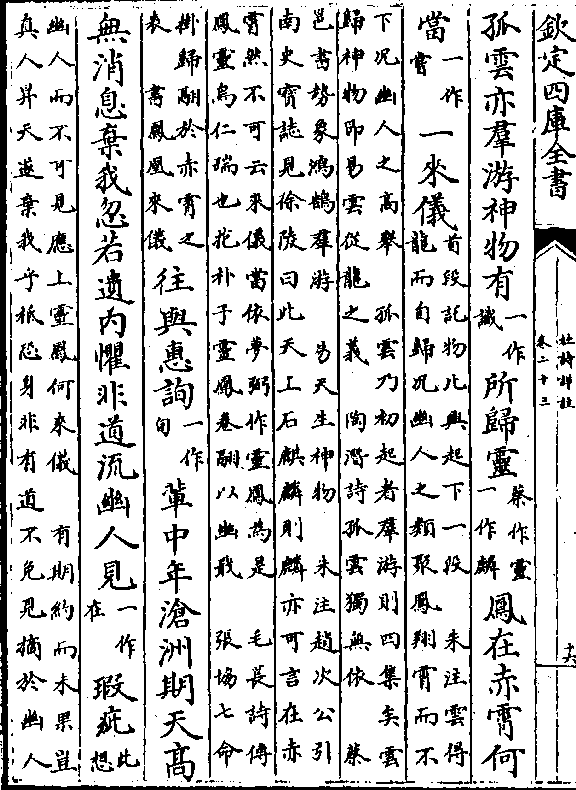 欽定四庫全書
杜詩詳註
卷二十三
十六
孤雲亦羣游神物有一作識所歸靈蔡作靈一作麟鳳在赤霄何
當一作嘗一來儀首段託物比興起下一段 朱注雲得
龍而自歸況幽人之類聚鳳翔霄而不
下況幽人之高舉 孤雲乃初起者羣游則四集矣雲
歸神物即易雲從龍之義 陶潛詩孤雲獨無依 蔡
邕書勢象鴻鵠羣游 易天生神物 朱注趙次公引
南史寶誌見徐陵曰此天上石麒麟則麟亦可言在赤
霄然不可云來儀當依夢弼作靈鳳為是 毛萇詩傳
鳳靈鳥仁瑞也抱朴子靈鳳卷翮以幽戢 張協七命
掛歸翮於赤霄之
表 書鳳凰來儀
往與惠詢一作旬輩中年滄洲期天高
無消息棄我忽若遺内懼非道流幽人見一作在瑕疵此想
幽人而不可見應上靈鳳何來儀 有期約而未果豈
真人昇天遂棄我乎祇恐身非有道不免見摘於幽人